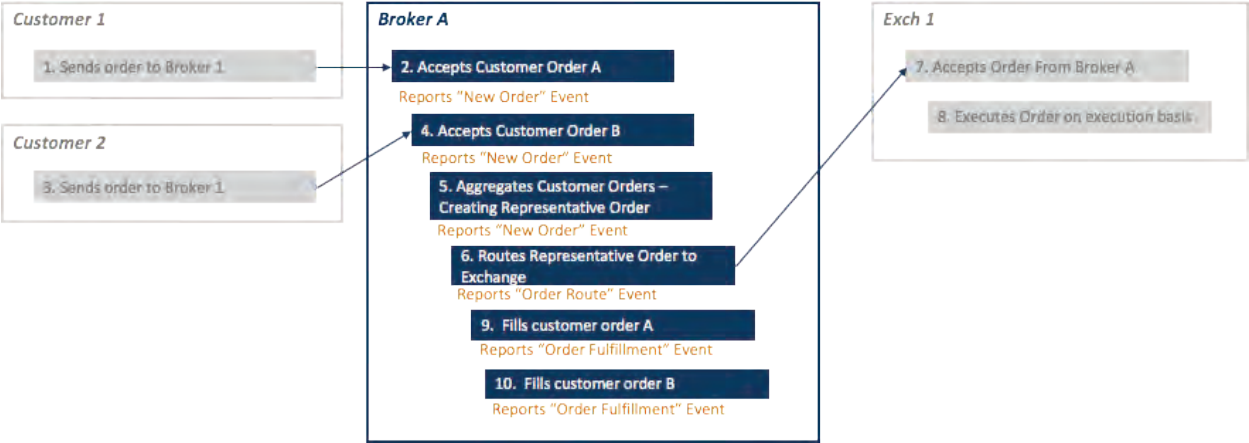 Customer 1
1. Sends order to Broker 1
Customer 2
3. Sends order to Broker 1
Broker A
2. Accepts Customer Order A
Reports "New Order" Event
4. Accepts Customer Order B
Reports "New Order" Event
5. Aggregates Customer Orders –
Creating Representative Order
Reports "New Order" Event
6. Routes Representative Order to
Exchange
Reports "Order Route" Event
9. Fills customer order A
Reports "Order Fulfillment" Event
10. Fills customer order B
Reports "Order Fulfillment" Event
Exch 1
7. Accepts Order From Broker A
8. Executes Order on execution basis